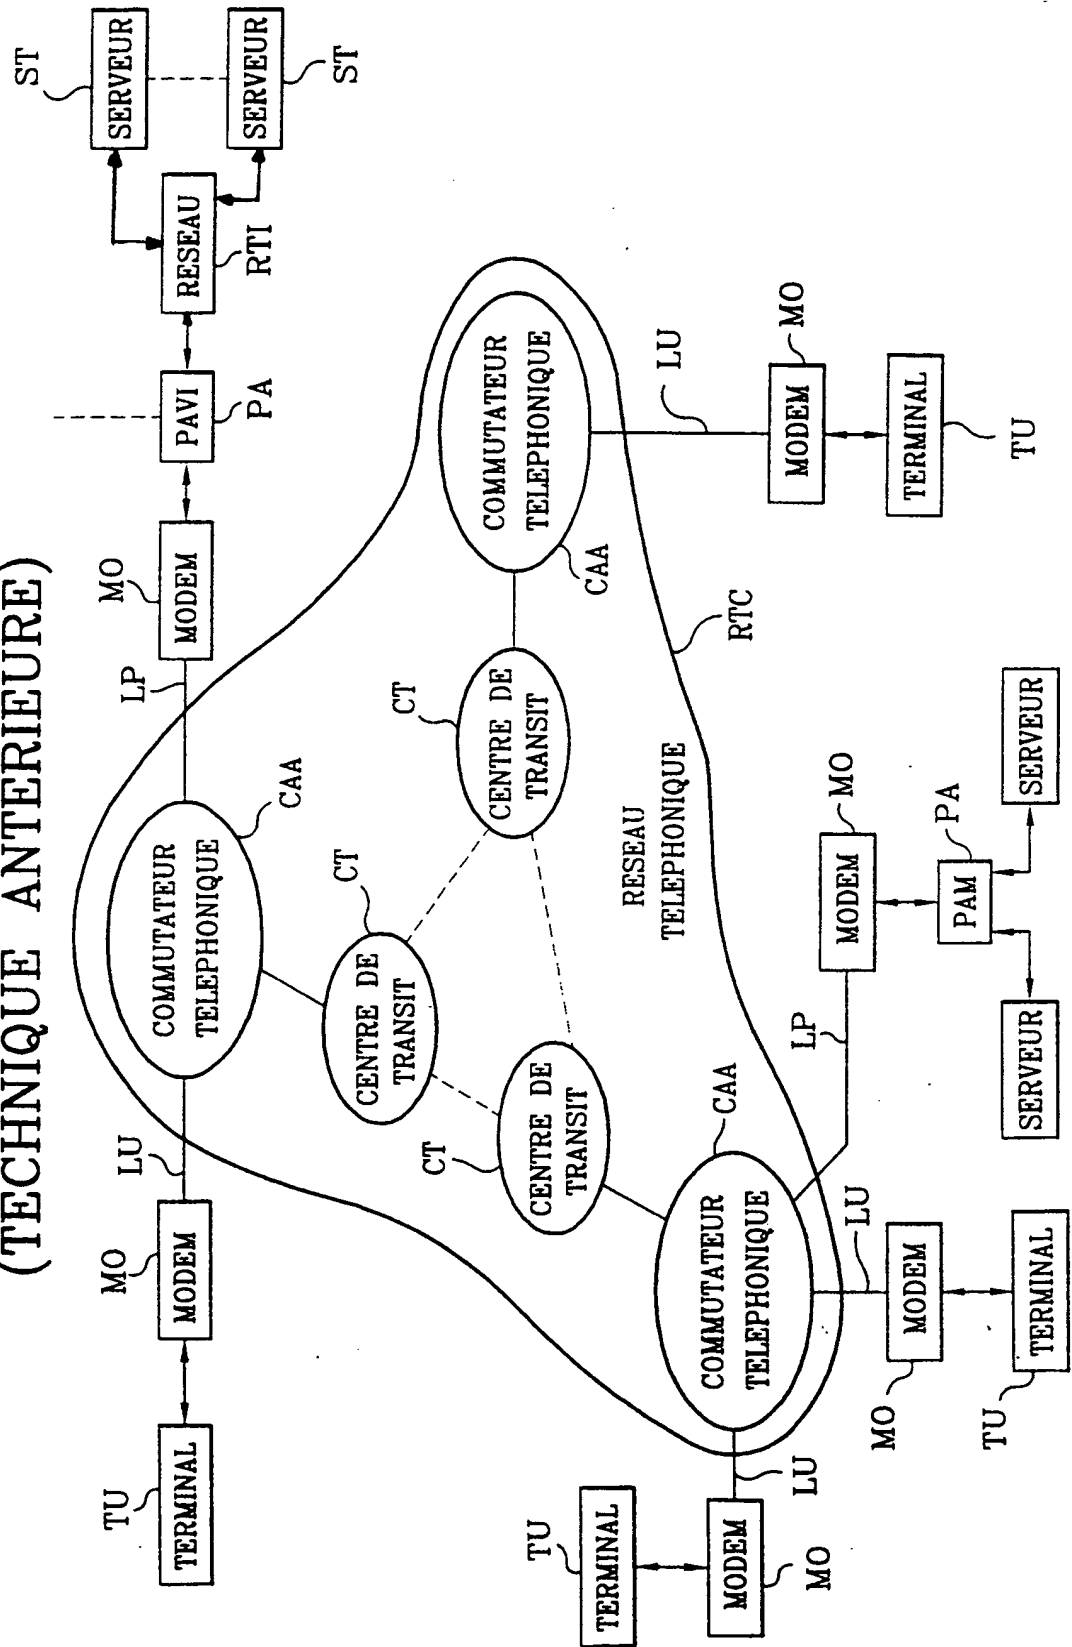 (TECHNIQUE ANTERIEURE)
TU
TERMINAL
MO
MODEM
LU
COMMUTATEUR
TELEPHONIQUE
CAA
LP
MO
MODEM
PAVI
PA
RESEAU
RTI
ST
SERVEUR
SERVEUR
ST
CT
CENTRE DE
TRANSIT
CT
CENTRE DE
TRANSIT
CT
CENTRE DE
TRANSIT
COMMUTATEUR
TELEPHONIQUE
CAA
RESEAU
TELEPHONIQUE
RTC
LU
MO
MODEM
TERMINAL
TU
TU
TERMINAL
MODEM
MO
LU
COMMUTATEUR
TELEPHONIQUE
CAA
LU
MO
MODEM
TU
TERMINAL
LP
MO
MODEM
PA
PAM
SERVEUR
SERVEUR